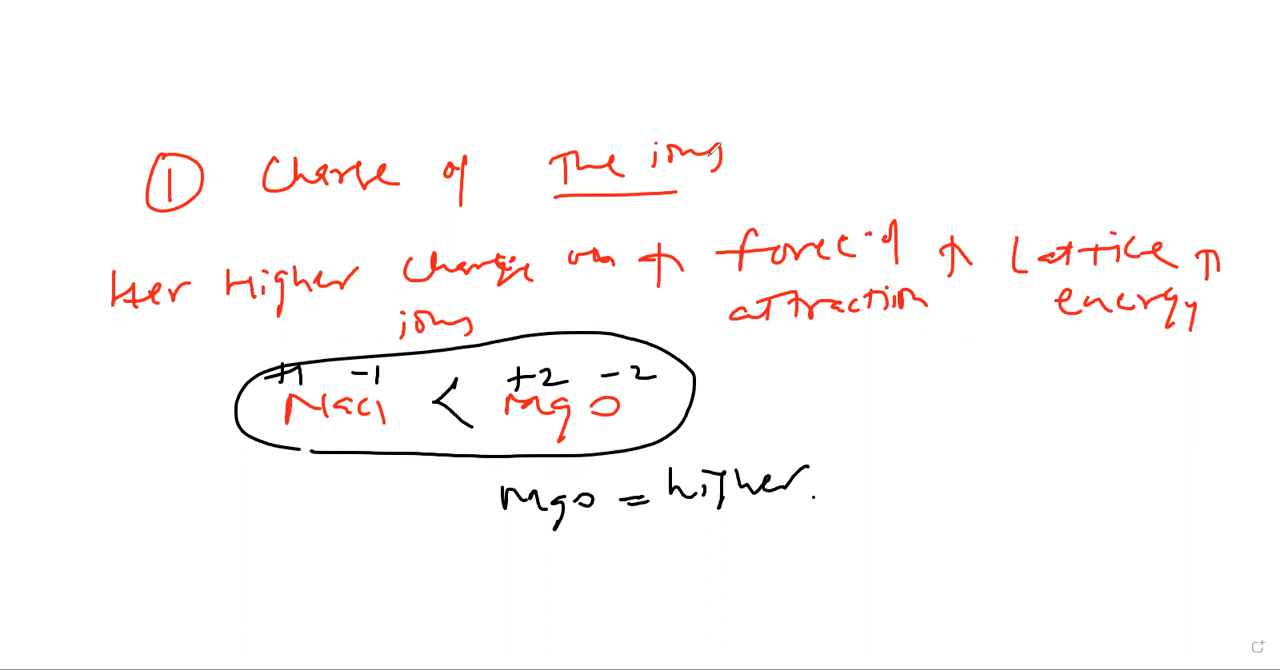 ① Charge of The ions
Higher charge on ↑ force of ↑ Lattice ↑
ions attraction energy
+1 -1 +2 -2
NaCl < MgO
MgO = higher.